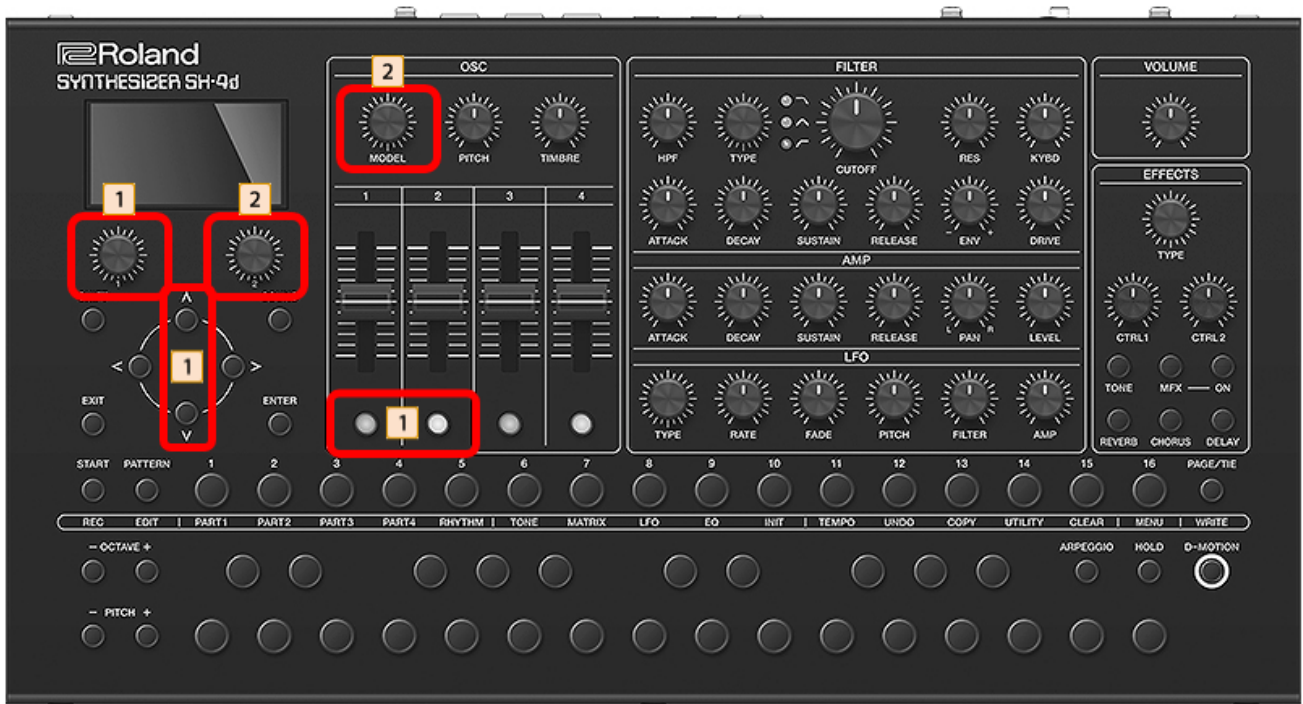 Roland
SYNTHESIZER SH-4d
OSC
2
MODEL PITCH TIMBRE
1 2 3 4
1
FILTER
HPF TYPE CUTOFF RES KYBD
ATTACK DECAY SUSTAIN RELEASE - ENV + DRIVE
AMP
ATTACK DECAY SUSTAIN RELEASE L PAN R LEVEL
LFO
TYPE RATE FADE PITCH FILTER AMP
VOLUME
EFFECTS
TYPE
CTRL1 CTRL2
TONE MFX ON
REVERB CHORUS DELAY
1 2
1 2
1
< >
EXIT ENTER
START PATTERN 1 2 3 4 5 6 7 8 9 10 11 12 13 14 15 16 PAGE/TIE
REC EDIT | PART1 PART2 PART3 PART4 RHYTHM | TONE MATRIX LFO EQ INIT | TEMPO UNDO COPY UTILITY CLEAR | MENU | WRITE
- OCTAVE + ARPEGGIO HOLD D-MOTION
- PITCH +